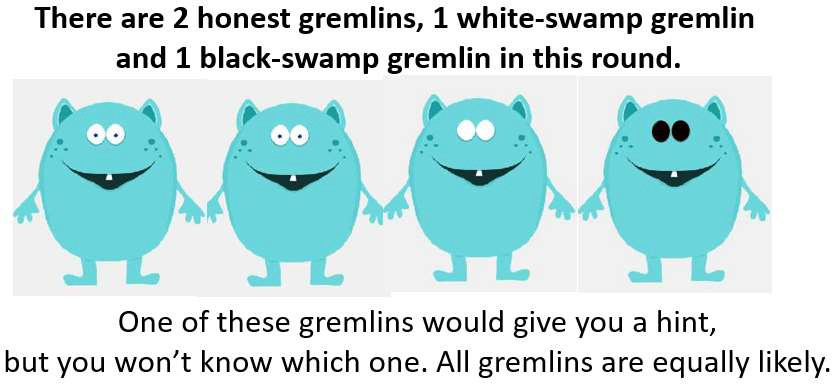 There are 2 honest gremlins, 1 white-swamp gremlin
and 1 black-swamp gremlin in this round.
One of these gremlins would give you a hint,
but you won’t know which one. All gremlins are equally likely.